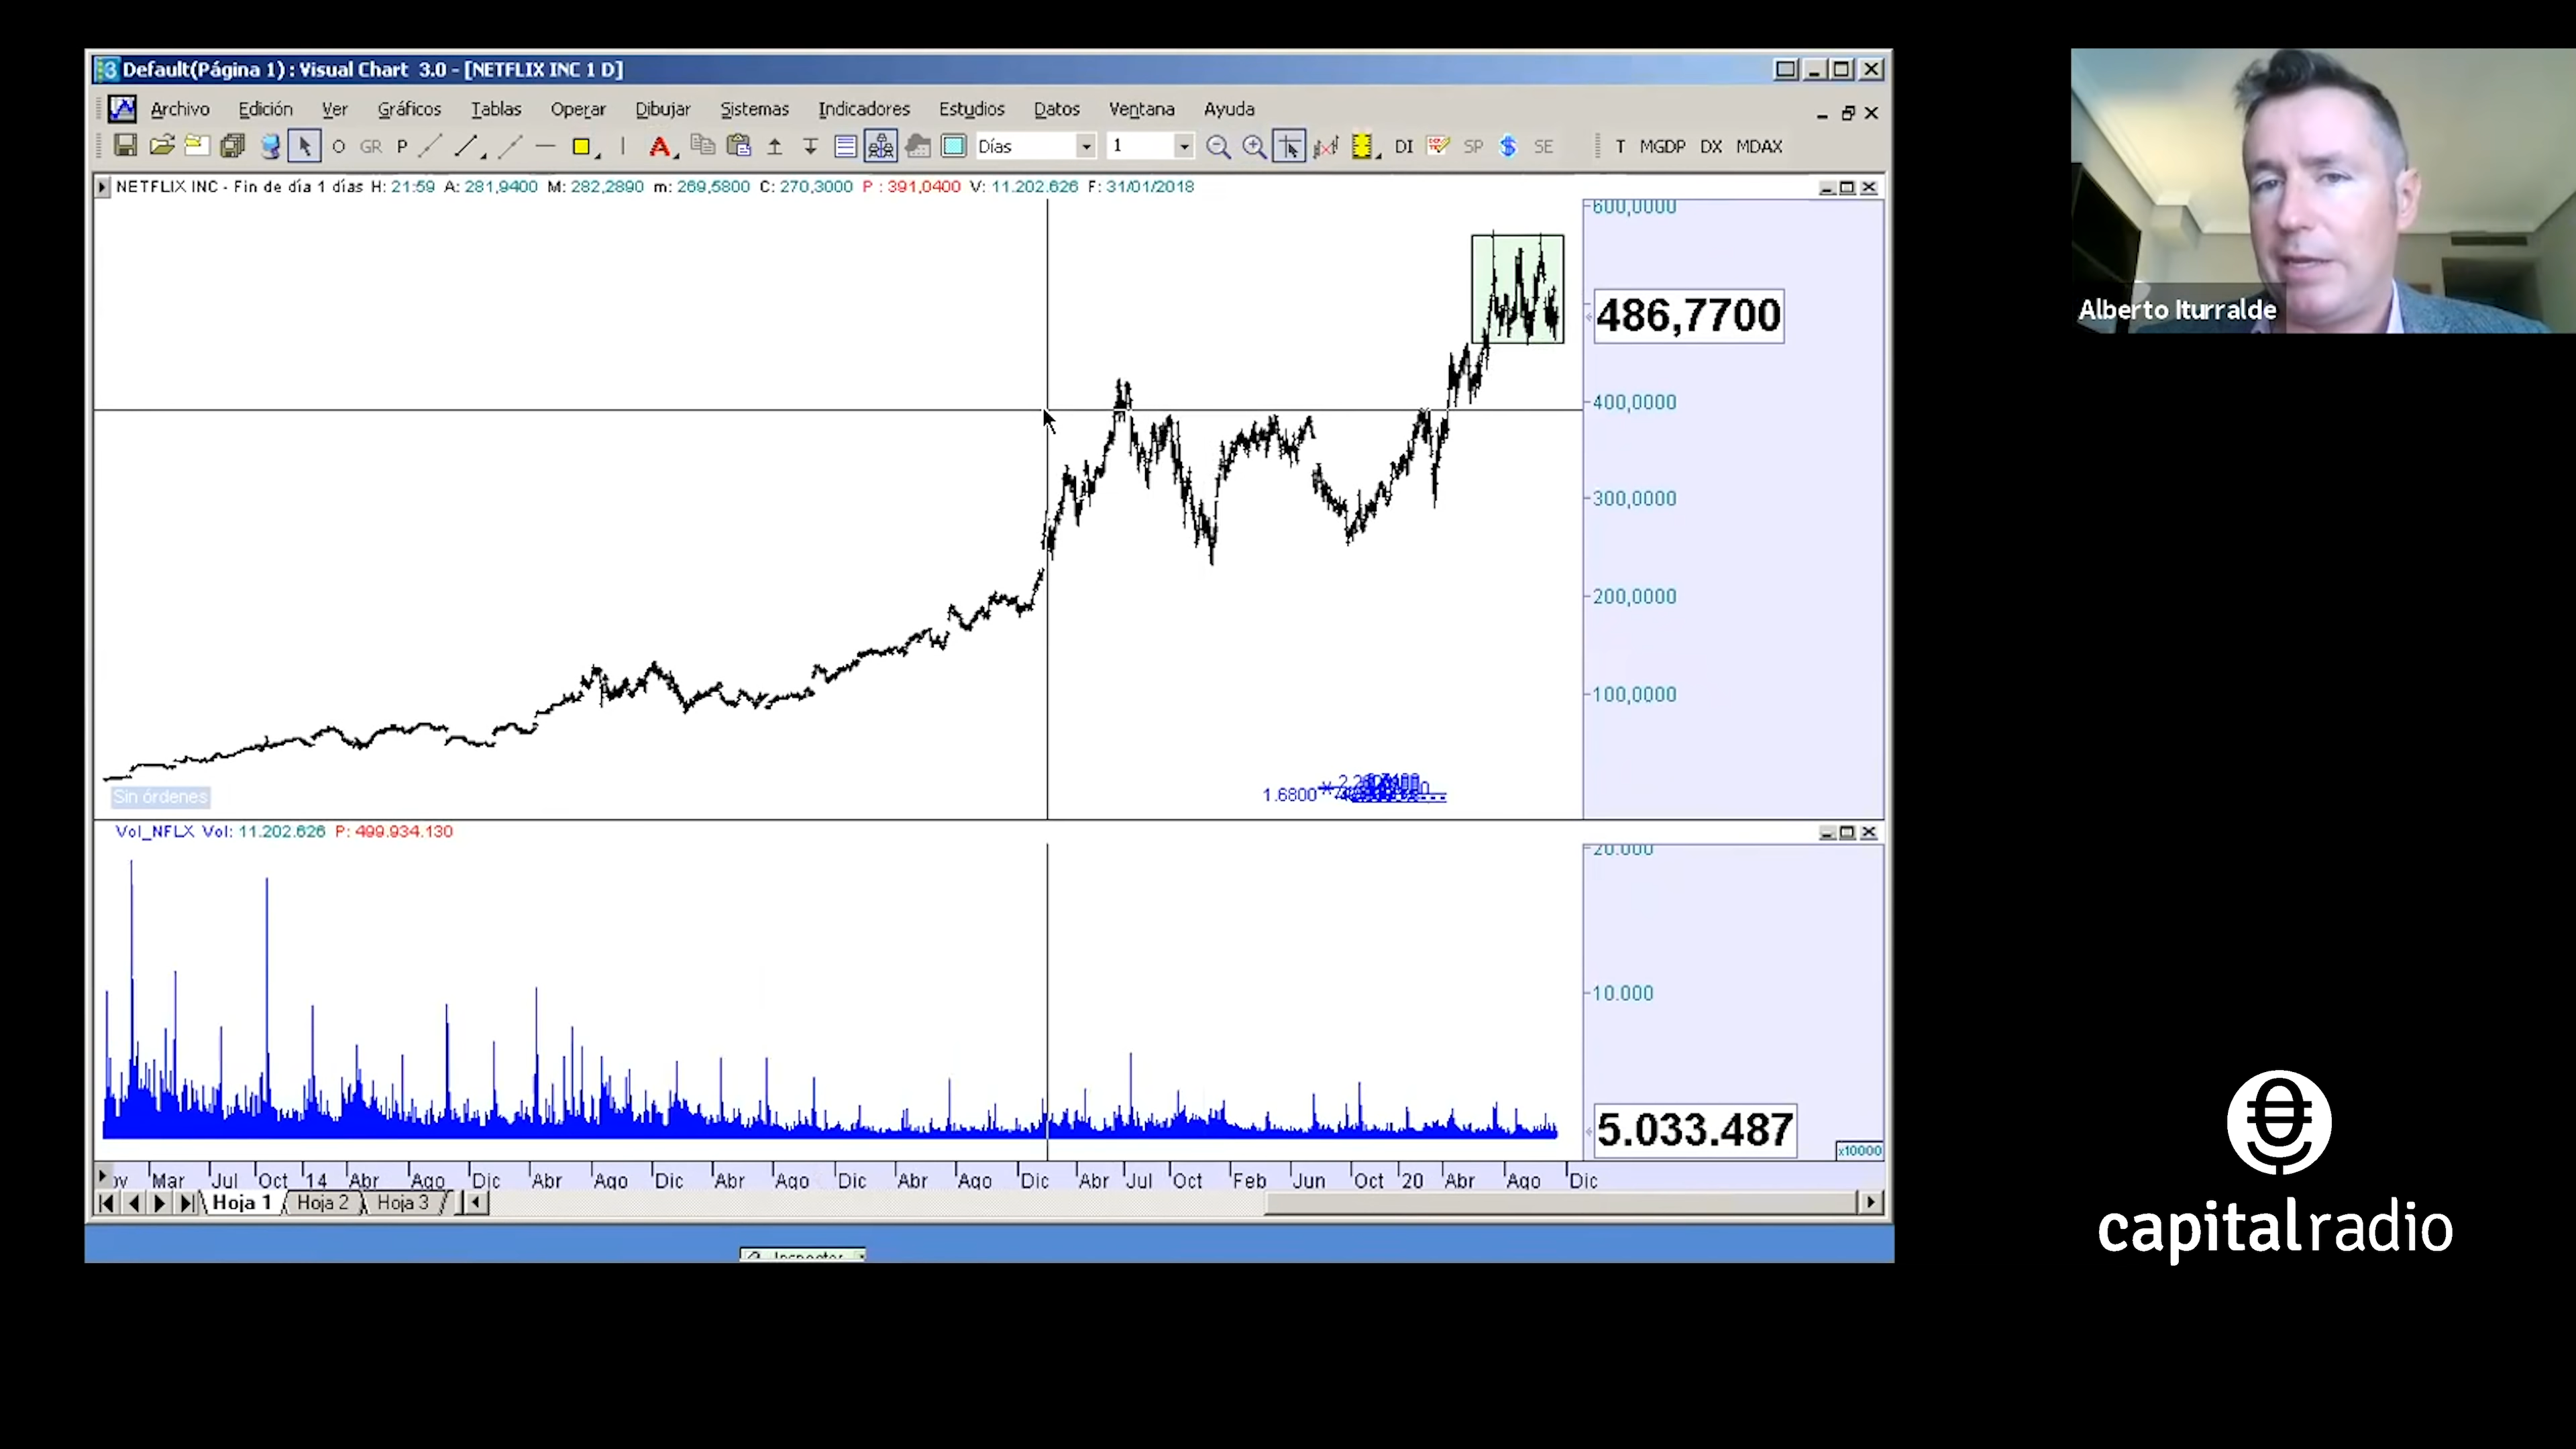 Default(Página 1) : Visual Chart 3.0 - [NETFLIX INC 1 D]
Archivo Edición Ver Gráficos Tablas Operar Dibujar Sistemas Indicadores Estudios Datos Ventana Ayuda
O GR P A Días 1 DI SP $ SE T MGDP DX MDAX
NETFLIX INC - Fin de día 1 días H: 21:59 A: 281,9400 M: 282,2890 m: 269,5800 C: 270,3000 P : 391,0400 V: 11.202.626 F: 31/01/2018
600,0000
486,7700
400,0000
300,0000
200,0000
100,0000
Sin órdenes
1.6800
Vol_NFLX Vol: 11.202.626 P: 499.934.130
20.000
10.000
5.033.487
x10000
Mar Jul Oct 14 Abr Ago Dic Abr Ago Dic Abr Ago Dic Abr Ago Dic Abr Jul Oct Feb Jun Oct 20 Abr Ago Dic
Hoja 1 Hoja 2 Hoja 3
Alberto Iturralde
capitalradio